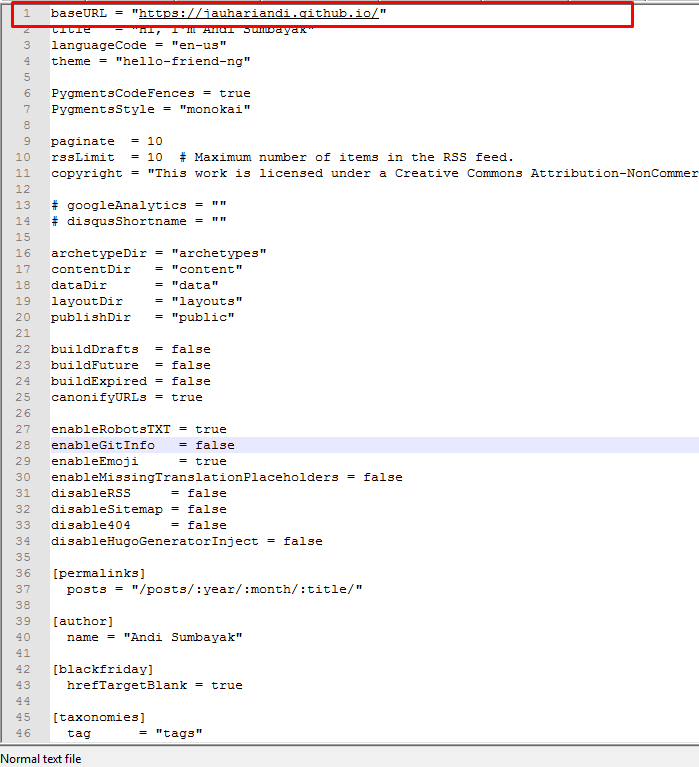 1 baseURL = "https://jauhariandi.github.io/"
2 title = "Hi, I'm Andi Sumbayak"
3 languageCode = "en-us"
4 theme = "hello-friend-ng"
5
6 PygmentsCodeFences = true
7 PygmentsStyle = "monokai"
8
9 paginate = 10
10 rssLimit = 10 # Maximum number of items in the RSS feed.
11 copyright = "This work is licensed under a Creative Commons Attribution-NonCommer
12
13 # googleAnalytics = ""
14 # disqusShortname = ""
15
16 archetypeDir = "archetypes"
17 contentDir = "content"
18 dataDir = "data"
19 layoutDir = "layouts"
20 publishDir = "public"
21
22 buildDrafts = false
23 buildFuture = false
24 buildExpired = false
25 canonifyURLs = true
26
27 enableRobotsTXT = true
28 enableGitInfo = false
29 enableEmoji = true
30 enableMissingTranslationPlaceholders = false
31 disableRSS = false
32 disableSitemap = false
33 disable404 = false
34 disableHugoGeneratorInject = false
35
36 [permalinks]
37 posts = "/posts/:year/:month/:title/"
38
39 [author]
40 name = "Andi Sumbayak"
41
42 [blackfriday]
43 hrefTargetBlank = true
44
45 [taxonomies]
46 tag = "tags"
Normal text file